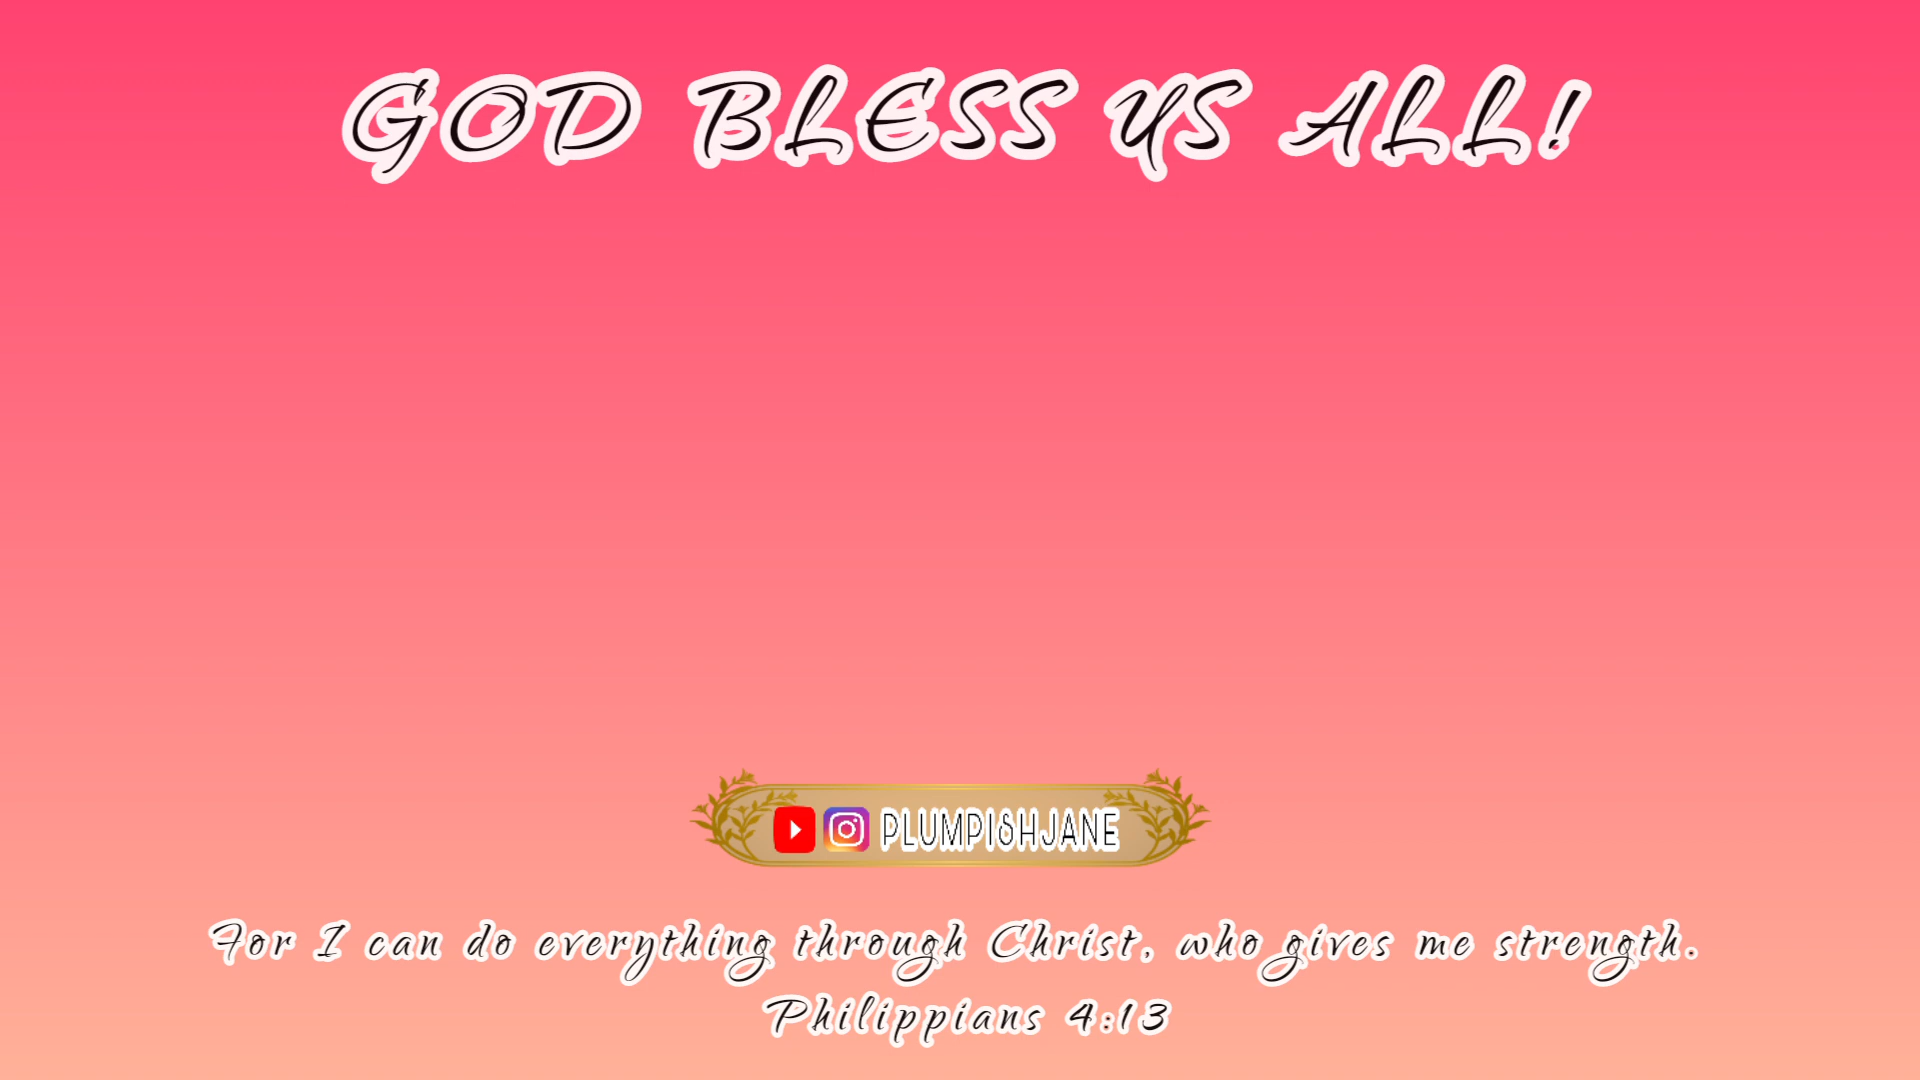 GOD BLESS US ALL!
PLUMPISHJANE
For I can do everything through Christ, who gives me strength.
Philippians 4:13